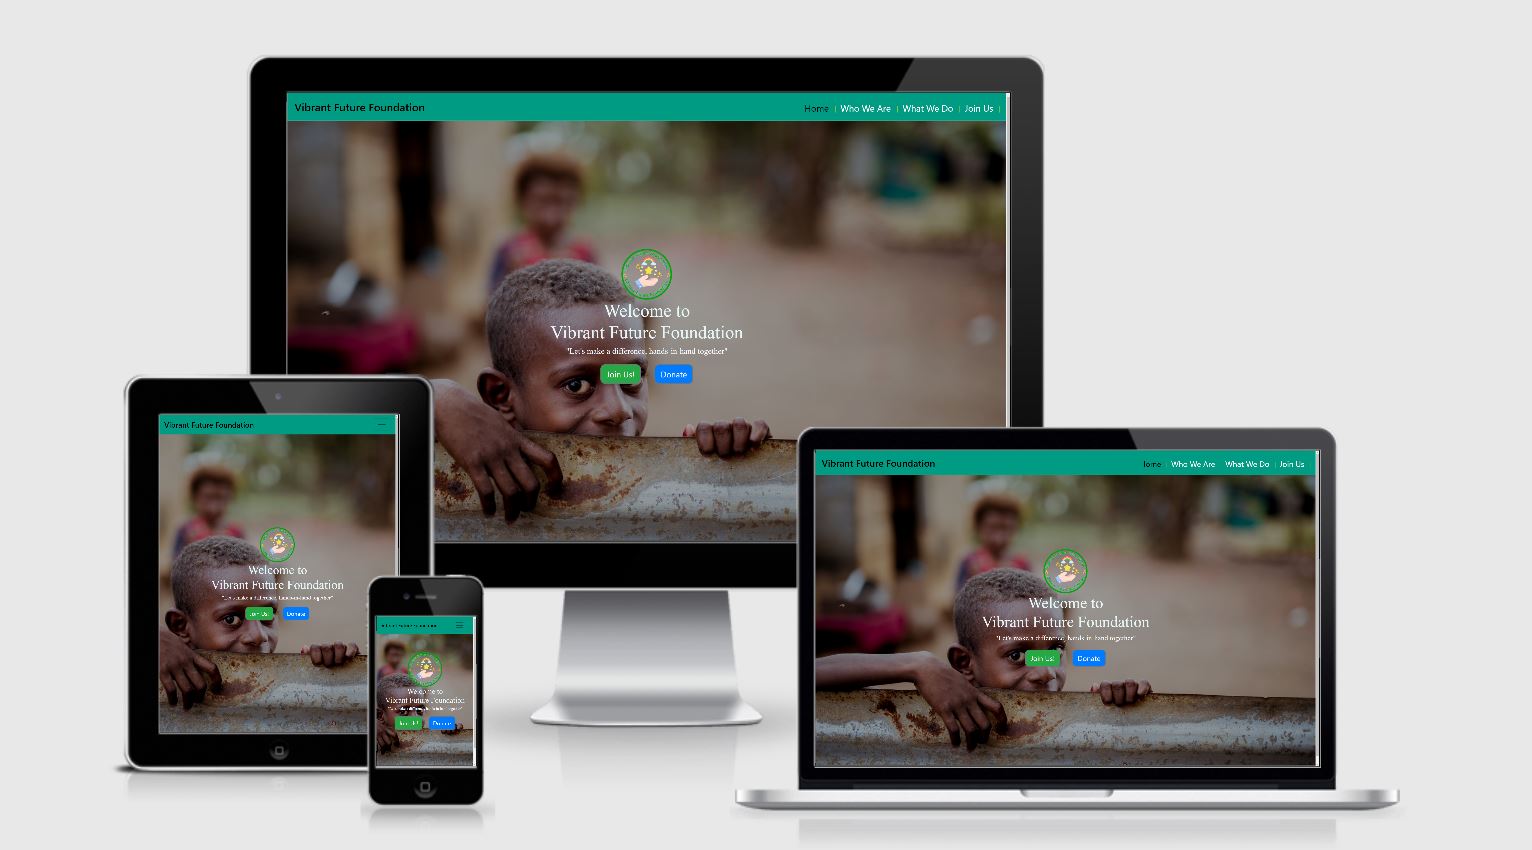 Vibrant Future Foundation
Home | Who We Are | What We Do | Join Us |
Welcome to
Vibrant Future Foundation
"Let's make a difference, hands-in-hand together"
Join Us! Donate
Vibrant Future Foundation
Welcome to
Vibrant Future Foundation
"Let's make a difference, hands-in-hand together"
Join Us! Donate
Vibrant Future Foundation
Welcome to
Vibrant Future Foundation
Donate
Vibrant Future Foundation
Home | Who We Are What We Do | Join Us
Welcome to
Vibrant Future Foundation
"Let's make a difference, hands-in-hand together"
Join Us! Donate